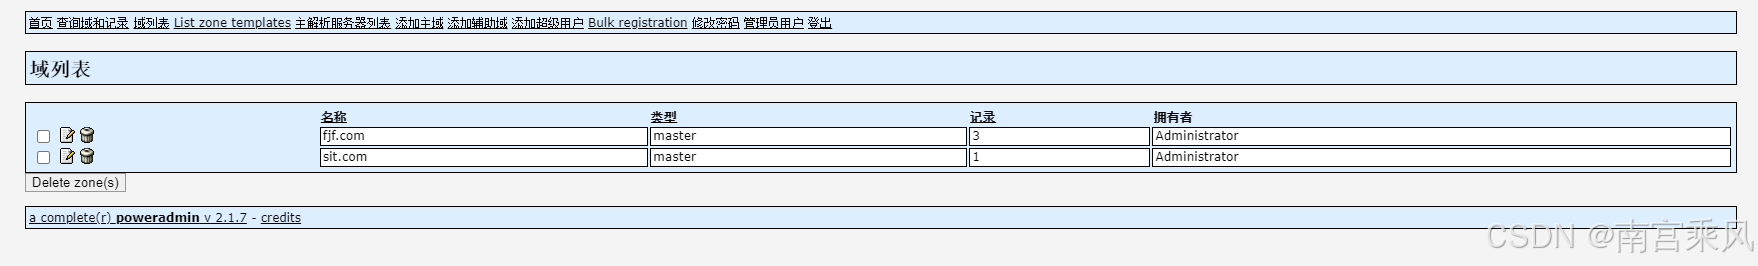 首页 查询域和记录 域列表 List zone templates 主解析服务器列表 添加主域 添加辅助域 添加超级用户 Bulk registration 修改密码 管理员用户 登出
域列表
名称 类型 记录 拥有者
fjf.com master 3 Administrator
sit.com master 1 Administrator
Delete zone(s)
a complete(r) poweradmin v 2.1.7 - credits
CSDN @南宫乘风